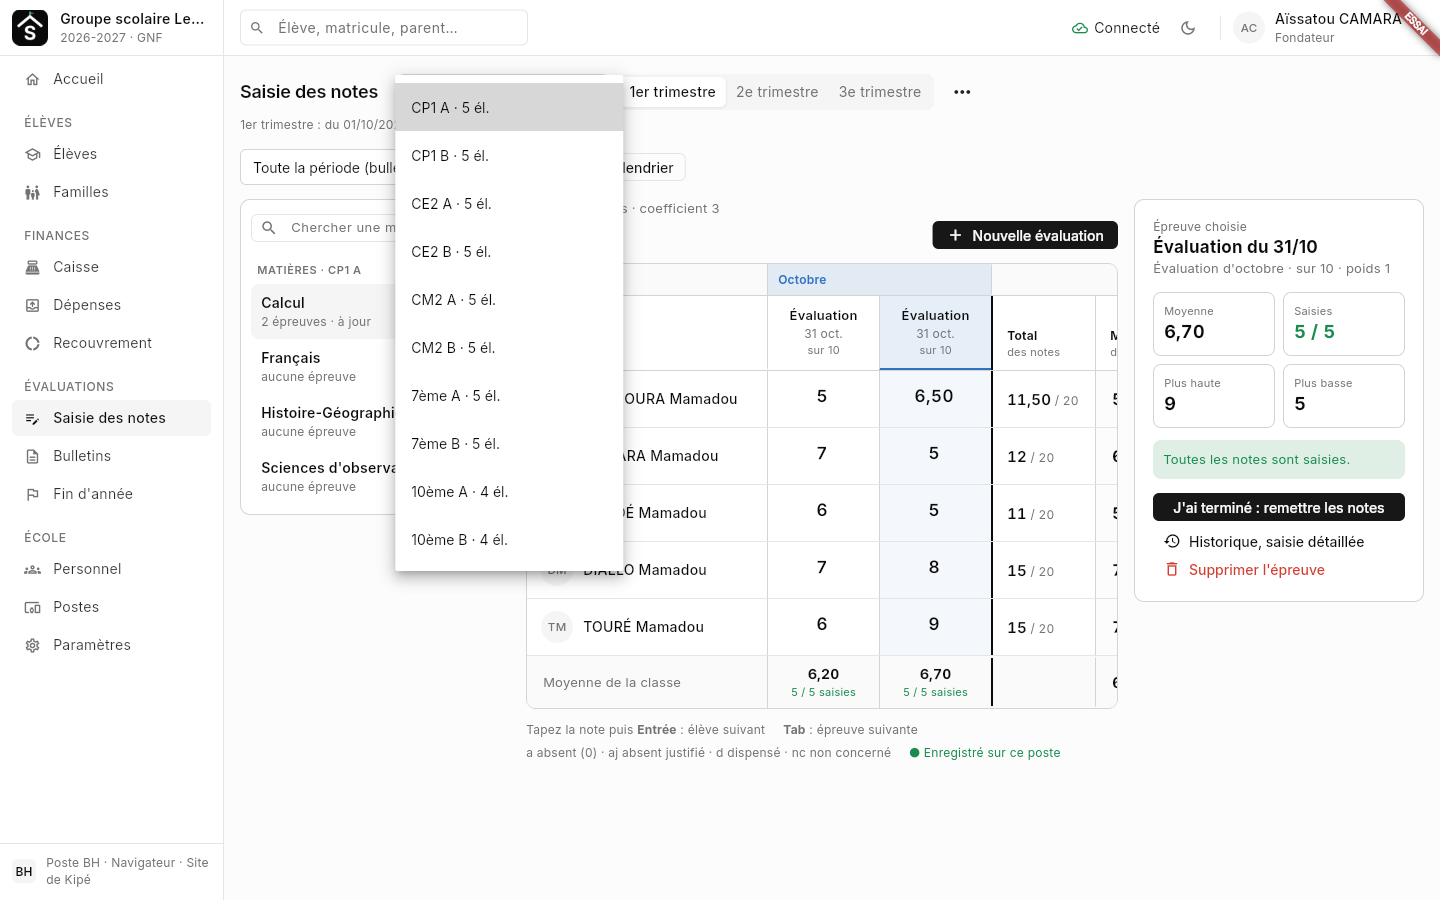 Groupe scolaire Le...
2026-2027 · GNF
Élève, matricule, parent...
Connecté
AC
Aïssatou CAMARA
Fondateur
ESSAI
Accueil
ÉLÈVES
Élèves
Familles
FINANCES
Caisse
Dépenses
Recouvrement
ÉVALUATIONS
Saisie des notes
Bulletins
Fin d'année
ÉCOLE
Personnel
Postes
Paramètres
BH
Poste BH · Navigateur · Site
de Kipé
Saisie des notes
1er trimestre
2e trimestre
3e trimestre
1er trimestre : du 01/10/20
Toute la période (bull
lendrier
CP1 A · 5 él.
CP1 B · 5 él.
CE2 A · 5 él.
CE2 B · 5 él.
CM2 A · 5 él.
CM2 B · 5 él.
7ème A · 5 él.
7ème B · 5 él.
10ème A · 4 él.
10ème B · 4 él.
Chercher une m
MATIÈRES · CP1 A
Calcul
2 épreuves · à jour
Français
aucune épreuve
Histoire-Géographi
aucune épreuve
Sciences d'observa
aucune épreuve
s · coefficient 3
Nouvelle évaluation
Octobre
Évaluation
31 oct.
sur 10
Évaluation
31 oct.
sur 10
Total
des notes
OURA Mamadou
5
6,50
11,50 / 20
ARA Mamadou
7
5
12 / 20
DÉ Mamadou
6
5
11 / 20
DIALLO Mamadou
7
8
15 / 20
TM
TOURÉ Mamadou
6
9
15 / 20
Moyenne de la classe
6,20
5 / 5 saisies
6,70
5 / 5 saisies
Tapez la note puis Entrée : élève suivant Tab : épreuve suivante
a absent (0) · aj absent justifié · d dispensé · nc non concerné Enregistré sur ce poste
Épreuve choisie
Évaluation du 31/10
Évaluation d'octobre · sur 10 · poids 1
Moyenne
6,70
Saisies
5 / 5
Plus haute
9
Plus basse
5
Toutes les notes sont saisies.
J'ai terminé : remettre les notes
Historique, saisie détaillée
Supprimer l'épreuve